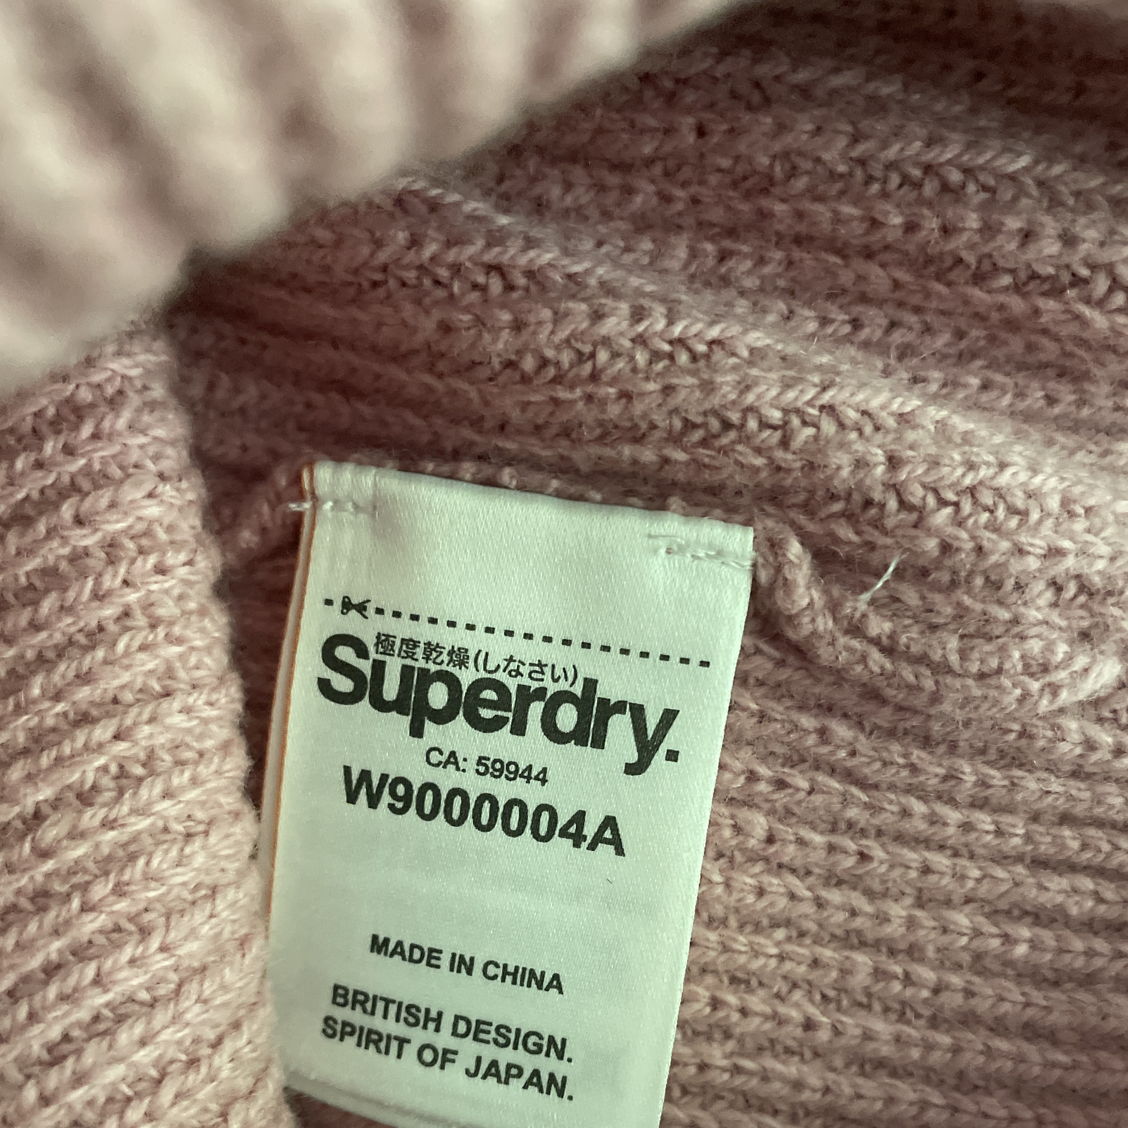 極度乾燥(しなさい)
Superdry.
CA: 59944
W9000004A
MADE IN CHINA
BRITISH DESIGN.
SPIRIT OF JAPAN.